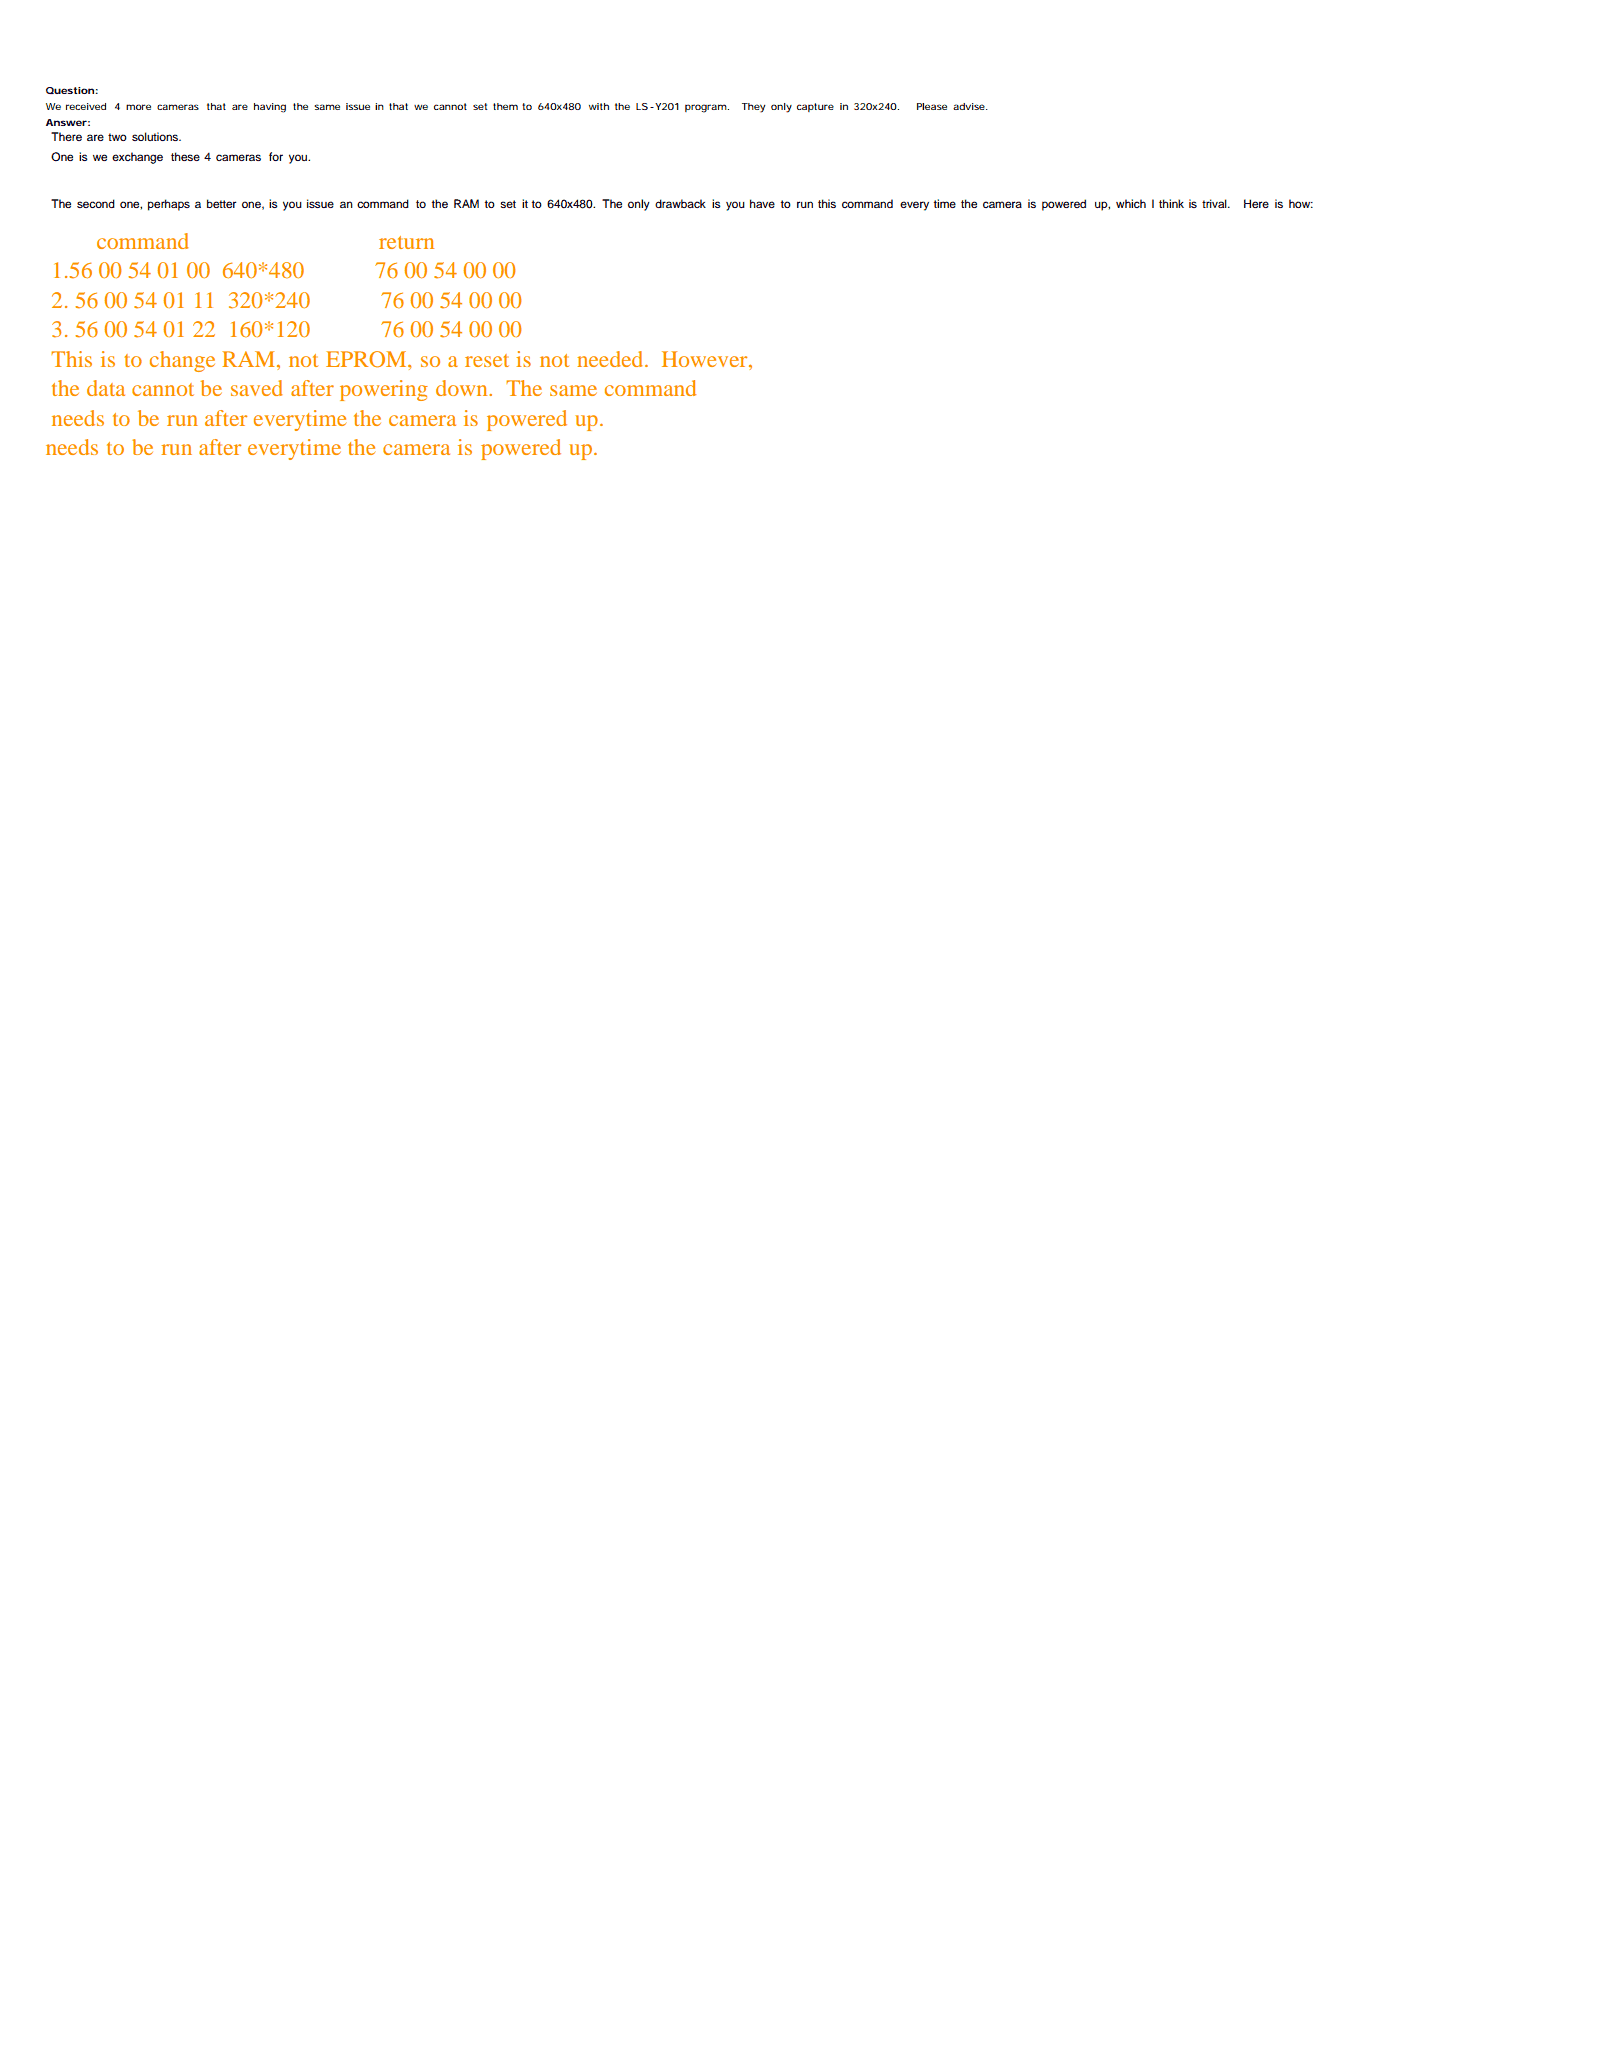 Question:
We received 4 more cameras that are having the same issue in that we cannot set them to 640x480 with the LS-Y201 program. They only capture in 320x240. Please advise.
Answer:
There are two solutions.
One is we exchange these 4 cameras for you.
The second one, perhaps a better one, is you issue an command to the RAM to set it to 640x480. The only drawback is you have to run this command every time the camera is powered up, which I think is trival. Here is how:
command return
1.56 00 54 01 00 640*480 76 00 54 00 00
2. 56 00 54 01 11 320*240 76 00 54 00 00
3. 56 00 54 01 22 160*120 76 00 54 00 00
This is to change RAM, not EPROM, so a reset is not needed. However,
the data cannot be saved after powering down. The same command
needs to be run after everytime the camera is powered up.
needs to be run after everytime the camera is powered up.